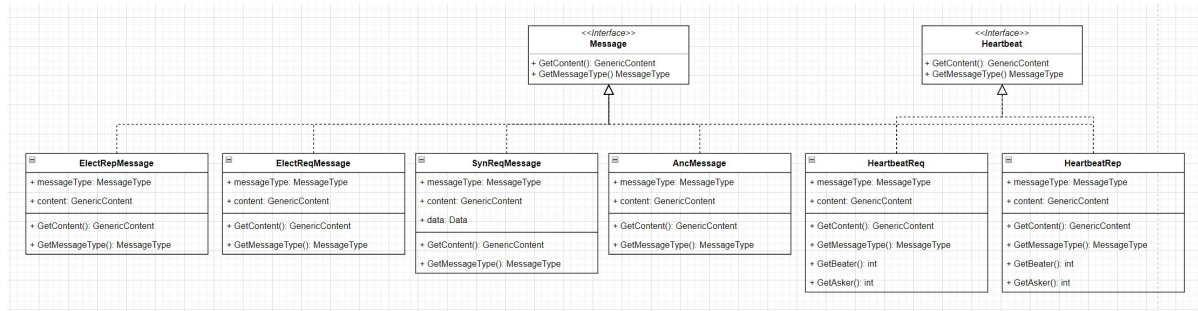 <<Interface>>
Message
+ GetContent(): GenericContent
+ GetMessageType() MessageType
<<Interface>>
Heartbeat
+ GetContent(): GenericContent
+ GetMessageType() MessageType
ElectRepMessage
+ messageType: MessageType
+ content: GenericContent
+ GetContent(): GenericContent
+ GetMessageType(): MessageType
ElectReqMessage
+ messageType: MessageType
+ content: GenericContent
+ GetContent(): GenericContent
+ GetMessageType(): MessageType
SynReqMessage
+ messageType: MessageType
+ content: GenericContent
+ data: Data
+ GetContent(): GenericContent
+ GetMessageType(): MessageType
AncMessage
+ messageType: MessageType
+ content: GenericContent
+ GetContent(): GenericContent
+ GetMessageType(): MessageType
HeartbeatReq
+ messageType: MessageType
+ content: GenericContent
+ GetContent(): GenericContent
+ GetMessageType(): MessageType
+ GetBeater(): int
+ GetAsker(): int
HeartbeatRep
+ messageType: MessageType
+ content: GenericContent
+ GetContent(): GenericContent
+ GetMessageType(): MessageType
+ GetBeater(): int
+ GetAsker(): int